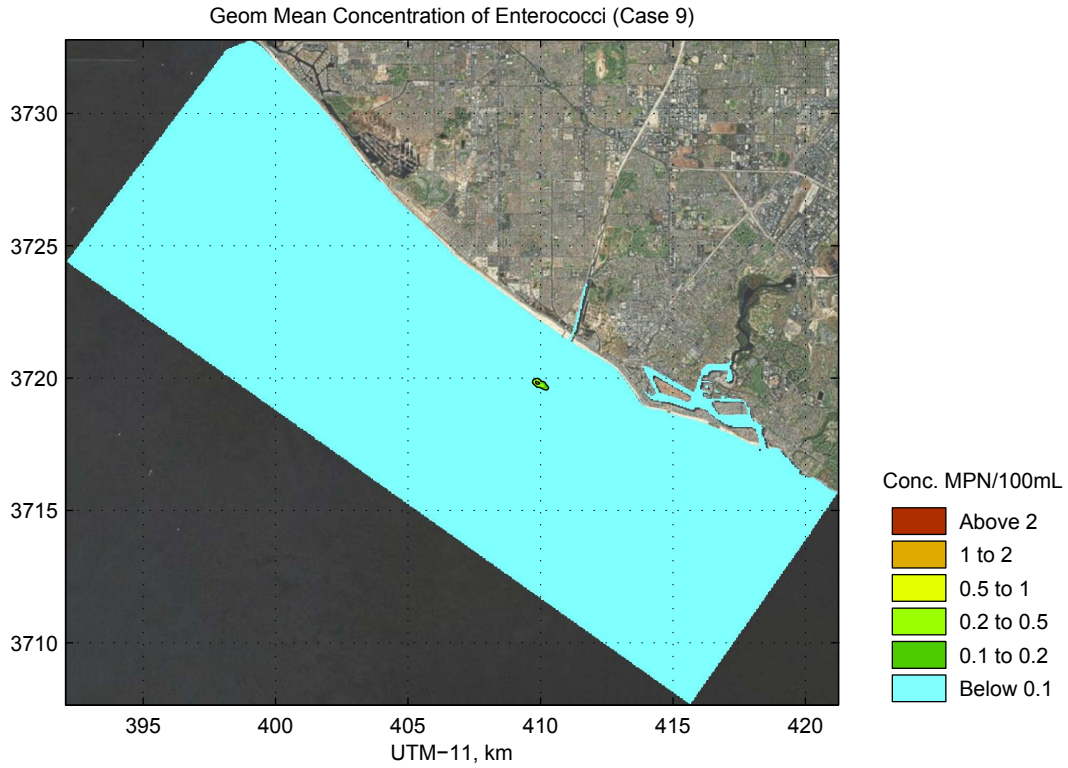 Geom Mean Concentration of Enterococci (Case 9)
3730
3725
3720
3715
3710
395
400
405
410
415
420
UTM−11, km
Conc. MPN/100mL
Above 2
1 to 2
0.5 to 1
0.2 to 0.5
0.1 to 0.2
Below 0.1